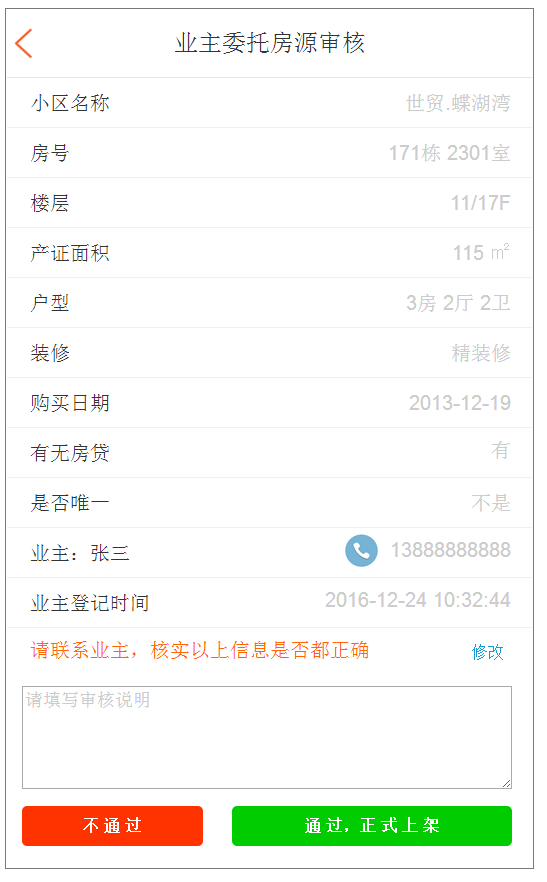 业主委托房源审核
小区名称 世贸.蝶湖湾
房号 171栋 2301室
楼层 11/17F
产证面积 115 ㎡
户型 3房 2厅 2卫
装修 精装修
购买日期 2013-12-19
有无房贷 有
是否唯一 不是
业主：张三 13888888888
业主登记时间 2016-12-24 10:32:44
请联系业主，核实以上信息是否都正确 修改
请填写审核说明
不通过 通过，正式上架